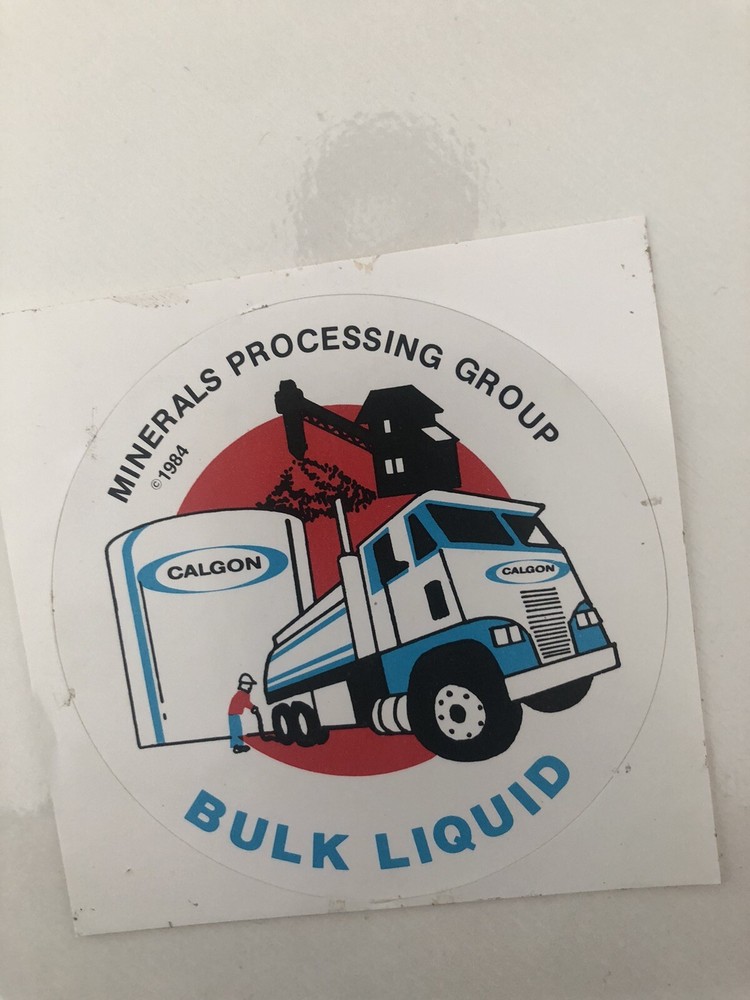 MINERALS PROCESSING GROUP
©1984
CALGON
CALGON
BULK LIQUID